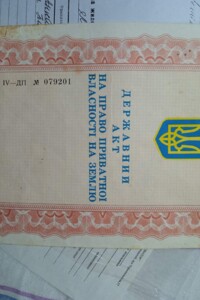 ДЕРЖАВНИЙ
АКТ
НА ПРАВО ПРИВАТНОЇ
ВЛАСНОСТІ НА ЗЕМЛЮ
IV—ДП № 079201